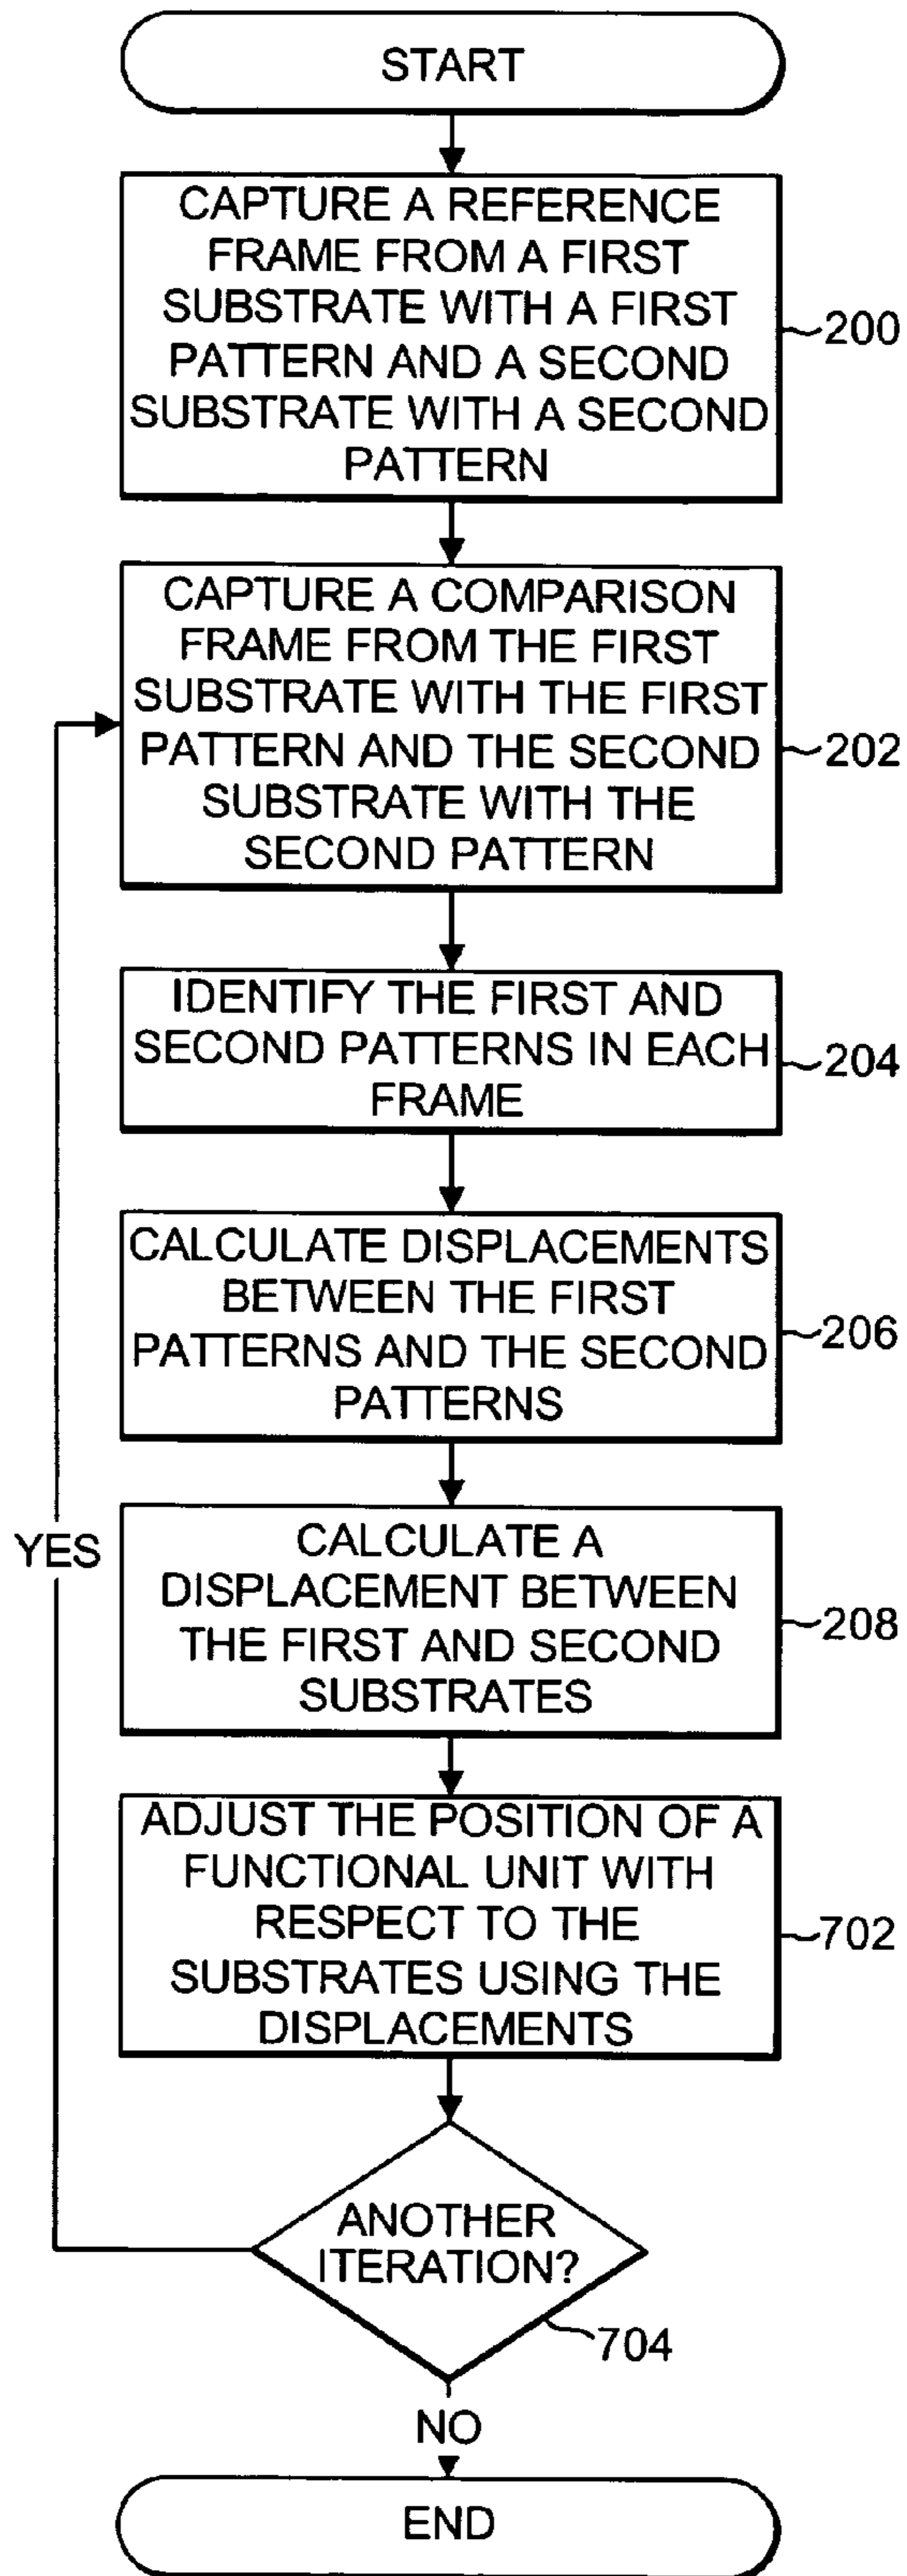 START
CAPTURE A REFERENCE
FRAME FROM A FIRST
SUBSTRATE WITH A FIRST
PATTERN AND A SECOND
SUBSTRATE WITH A SECOND
PATTERN
200
CAPTURE A COMPARISON
FRAME FROM THE FIRST
SUBSTRATE WITH THE FIRST
PATTERN AND THE SECOND
SUBSTRATE WITH THE
SECOND PATTERN
202
IDENTIFY THE FIRST AND
SECOND PATTERNS IN EACH
FRAME
204
CALCULATE DISPLACEMENTS
BETWEEN THE FIRST
PATTERNS AND THE SECOND
PATTERNS
206
CALCULATE A
DISPLACEMENT BETWEEN
THE FIRST AND SECOND
SUBSTRATES
208
YES
ADJUST THE POSITION OF A
FUNCTIONAL UNIT WITH
RESPECT TO THE
SUBSTRATES USING THE
DISPLACEMENTS
702
ANOTHER
ITERATION?
704
NO
END